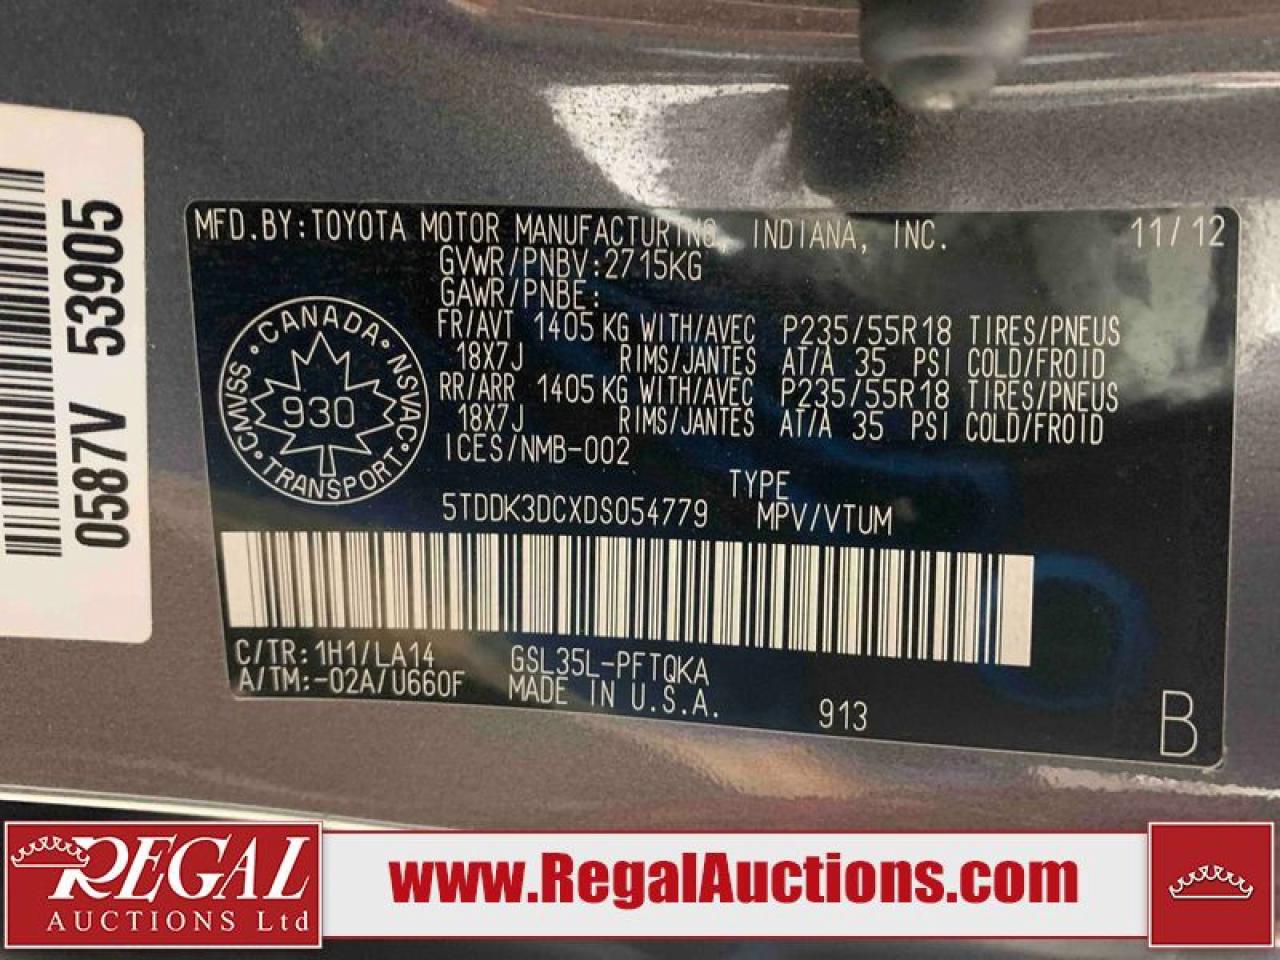 0587V 53905
MFD.BY:TOYOTA MOTOR MANUFACTURING, INDIANA, INC. 11/12
GVWR/PNBV:2715KG
GAWR/PNBE:
FR/AVT 1405 KG WITH/AVEC P235/55R18 TIRES/PNEUS
18X7J RIMS/JANTES AT/A 35 PSI COLD/FROID
RR/ARR 1405 KG WITH/AVEC P235/55R18 TIRES/PNEUS
18X7J RIMS/JANTES AT/A 35 PSI COLD/FROID
ICES/NMB-002
CMVSS • CANADA • NSVAC • TRANSPORT •
930
TYPE
5TDDK3DCXDS054779 MPV/VTUM
C/TR:1H1/LA14 GSL35L-PFTQKA
A/TM:-02A/U660F MADE IN U.S.A. 913 B
REGAL
AUCTIONS Ltd
www.RegalAuctions.com